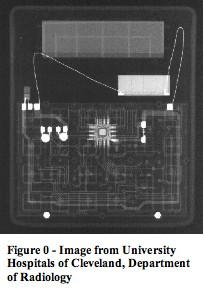 Figure 0 - Image from University
Hospitals of Cleveland, Department
of Radiology